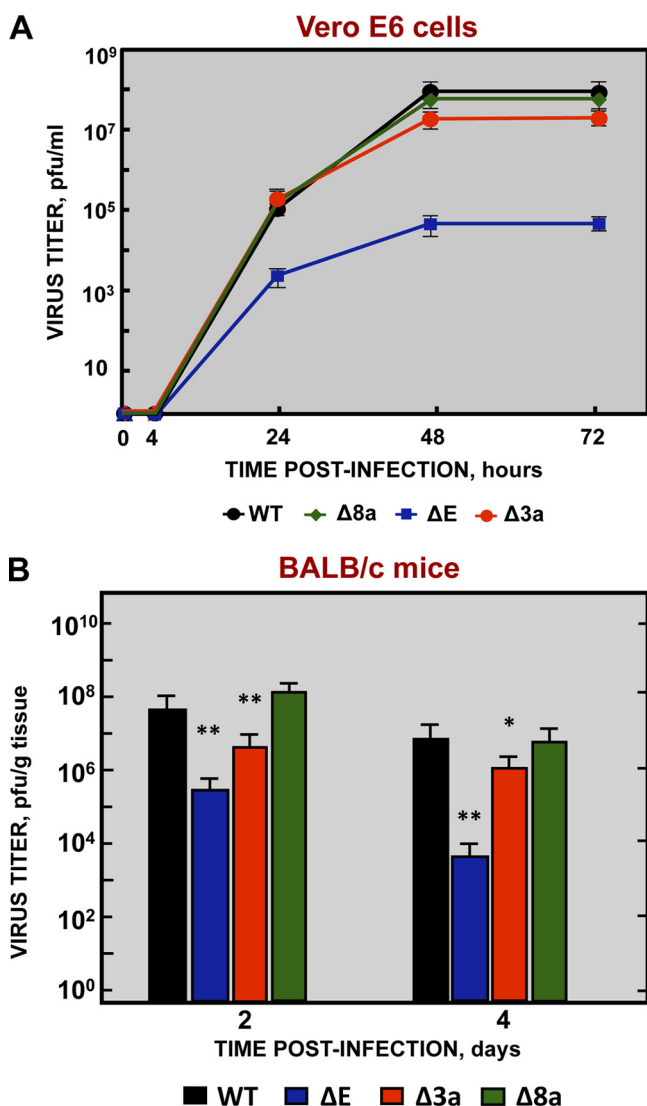 A
Vero E6 cells
VIRUS TITER, pfu/ml
10⁹
10⁷
10⁵
10³
10
0 4 24 48 72
TIME POST-INFECTION, hours
WT Δ8a ΔE Δ3a
B
BALB/c mice
VIRUS TITER, pfu/g tissue
10¹⁰
10⁸
10⁶
10⁴
10²
10⁰
** ** ** *
2 4
TIME POST-INFECTION, days
WT ΔE Δ3a Δ8a